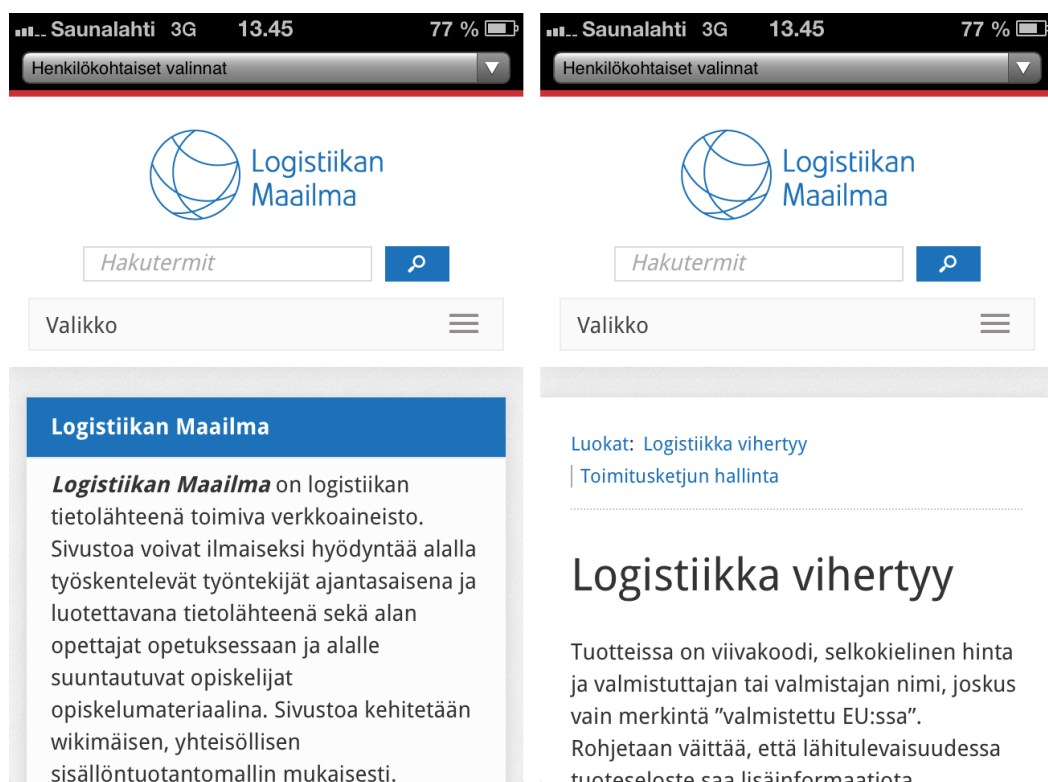 Saunalahti 3G 13.45 77 %
Henkilökohtaiset valinnat
Logistiikan
Maailma
Hakutermit
Valikko
Logistiikan Maailma
Logistiikan Maailma on logistiikan
tietolähteenä toimiva verkkoaineisto.
Sivustoa voivat ilmaiseksi hyödyntää alalla
työskentelevät työntekijät ajantasaisena ja
luotettavana tietolähteenä sekä alan
opettajat opetuksessaan ja alalle
suuntautuvat opiskelijat
opiskelumateriaalina. Sivustoa kehitetään
wikimäisen, yhteisöllisen
sisällöntuotantomallin mukaisesti.
Saunalahti 3G 13.45 77 %
Henkilökohtaiset valinnat
Logistiikan
Maailma
Hakutermit
Valikko
Luokat: Logistiikka vihertyy
| Toimitusketjun hallinta
Logistiikka vihertyy
Tuotteissa on viivakoodi, selkokielinen hinta
ja valmistuttajan tai valmistajan nimi, joskus
vain merkintä ”valmistettu EU:ssa”.
Rohjetaan väittää, että lähitulevaisuudessa
tuoteseloste saa lisäinformaatiota